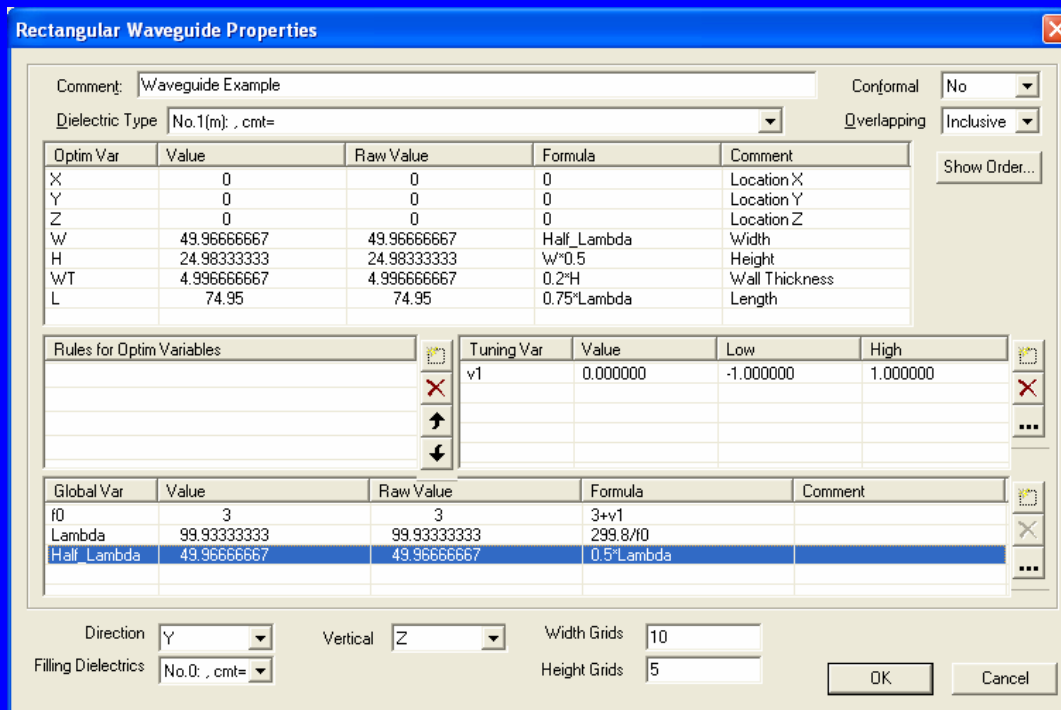 Rectangular Waveguide Properties
Comment: Waveguide Example Conformal No
Dielectric Type No.1(m): , cmt= Overlapping Inclusive
Optim Var Value Raw Value Formula Comment
Show Order...
X 0 0 0 Location X
Y 0 0 0 Location Y
Z 0 0 0 Location Z
W 49.96666667 49.96666667 Half_Lambda Width
H 24.98333333 24.98333333 W*0.5 Height
WT 4.996666667 4.996666667 0.2*H Wall Thickness
L 74.95 74.95 0.75*Lambda Length
Rules for Optim Variables
Tuning Var Value Low High
v1 0.000000 -1.000000 1.000000
Global Var Value Raw Value Formula Comment
f0 3 3 3+v1
Lambda 99.93333333 99.93333333 299.8/f0
Half_Lambda 49.96666667 49.96666667 0.5*Lambda
Direction Y Vertical Z Width Grids 10
Filling Dielectrics No.0: , cmt= Height Grids 5
OK Cancel